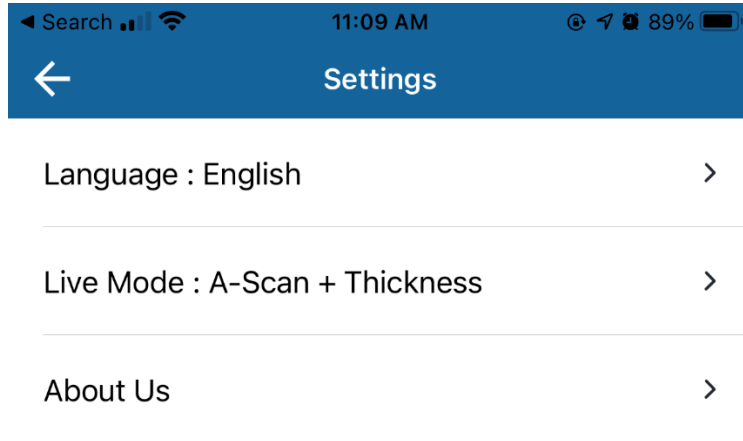 Search 11:09 AM 89%
Settings
Language : English
Live Mode : A-Scan + Thickness
About Us